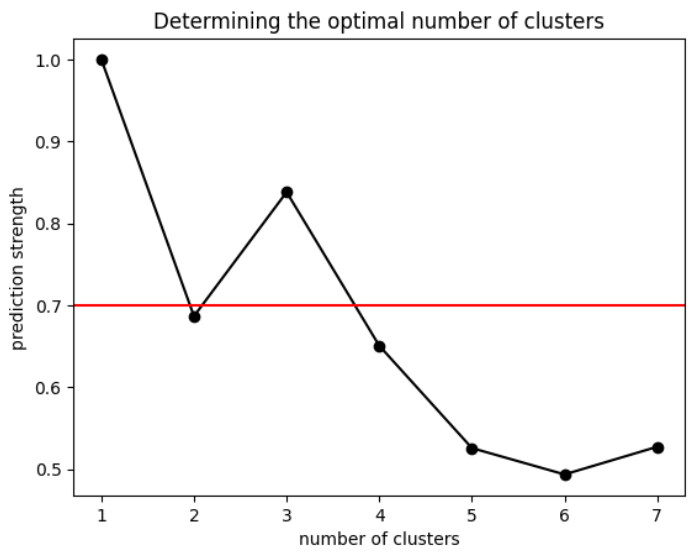 Determining the optimal number of clusters
1.0
0.9
0.8
0.7
0.6
0.5
prediction strength
1 2 3 4 5 6 7
number of clusters